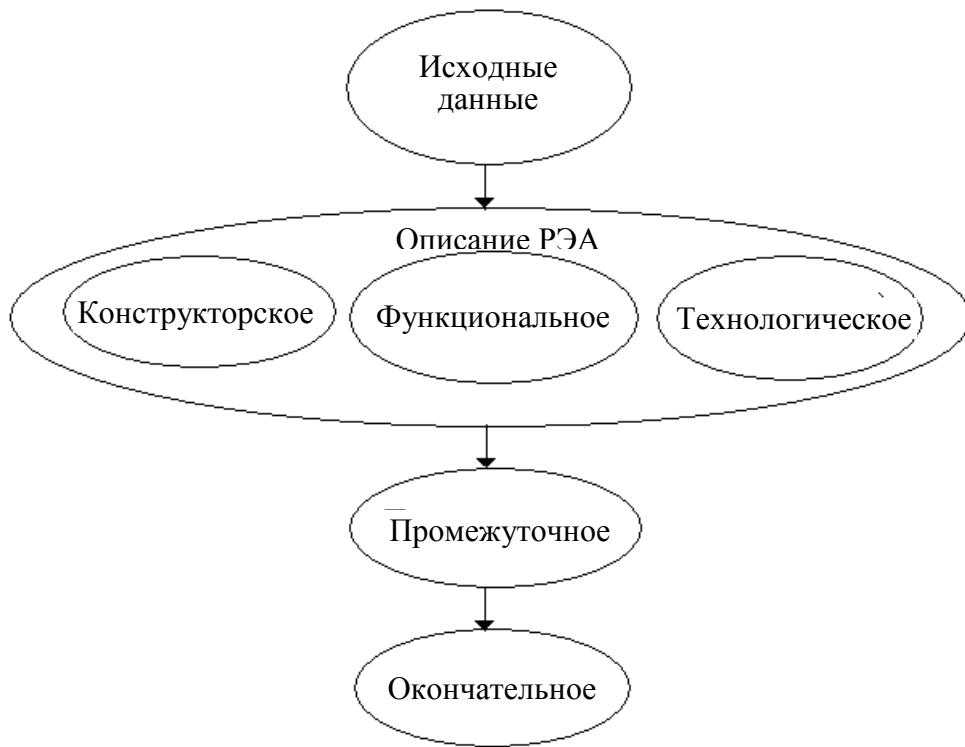 Исходные
данные
Описание РЭА
Конструкторское
Функциональное
Технологическое
Промежуточное
Окончательное